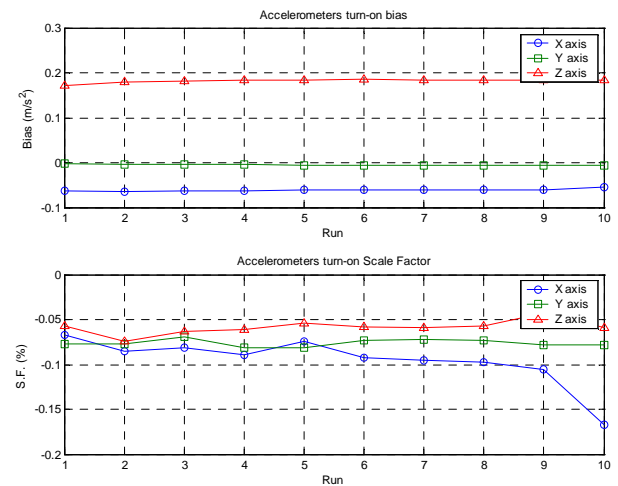 Accelerometers turn-on bias
0.3
0.2
0.1
0
-0.1
Bias (m/s²)
X axis
Y axis
Z axis
1 2 3 4 5 6 7 8 9 10
Run
Accelerometers turn-on Scale Factor
0
-0.05
-0.1
-0.15
-0.2
S.F. (%)
X axis
Y axis
Z axis
1 2 3 4 5 6 7 8 9 10
Run